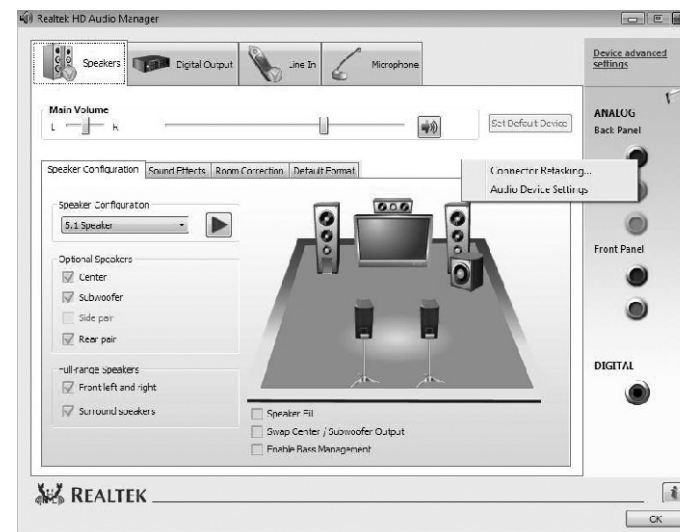 Realtek HD Audio Manager
Speakers
Digital Output
Line In
Microphone
Device advanced
settings
Main Volume
L R
Set Default Device
ANALOG
Back Panel
Speaker Configuration
Sound Effects
Room Correction
Default Format
Connector Retasking...
Audio Device Settings
Speaker Configuration
5.1 Speaker
Optional Speakers
Center
Subwoofer
Side pair
Rear pair
Front Panel
Full-range Speakers
Front left and right
Surround speakers
DIGITAL
Speaker Fill
Swap Center / Subwoofer Output
Enable Bass Management
REALTEK
i
OK